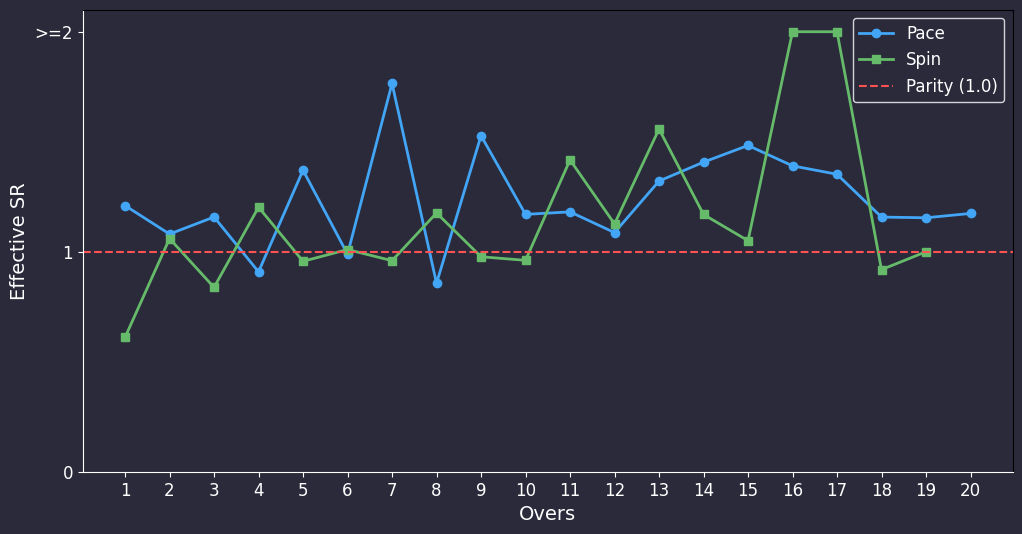 >=2
1
0
Effective SR
Pace
Spin
Parity (1.0)
1 2 3 4 5 6 7 8 9 10 11 12 13 14 15 16 17 18 19 20
Overs